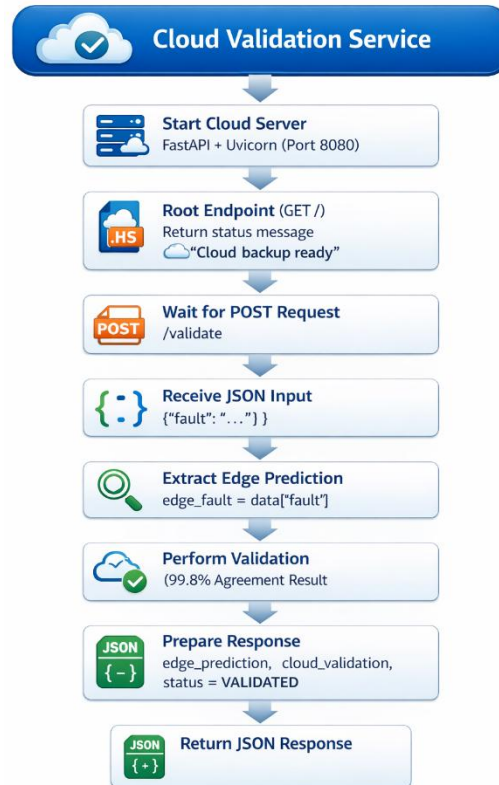 Cloud Validation Service
Start Cloud Server
FastAPI + Uvicorn (Port 8080)
.HS
Root Endpoint (GET /)
Return status message
“Cloud backup ready”
POST
Wait for POST Request
/validate
{:}
Receive JSON Input
{“fault”: “...”] }
Extract Edge Prediction
edge_fault = data[“fault”]
Perform Validation
(99.8% Agreement Result
JSON
{-}
Prepare Response
edge_prediction, cloud_validation,
status = VALIDATED
JSON
{+}
Return JSON Response